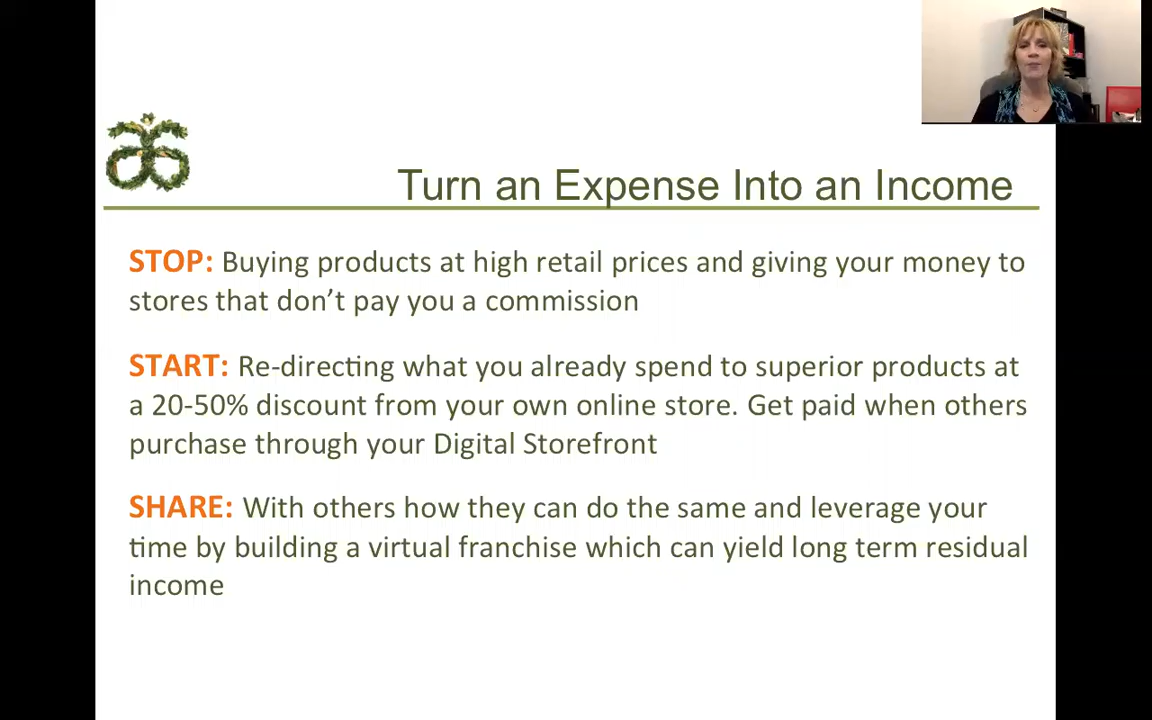 Turn an Expense Into an Income
STOP: Buying products at high retail prices and giving your money to
stores that don’t pay you a commission
START: Re-directing what you already spend to superior products at
a 20-50% discount from your own online store. Get paid when others
purchase through your Digital Storefront
SHARE: With others how they can do the same and leverage your
time by building a virtual franchise which can yield long term residual
income